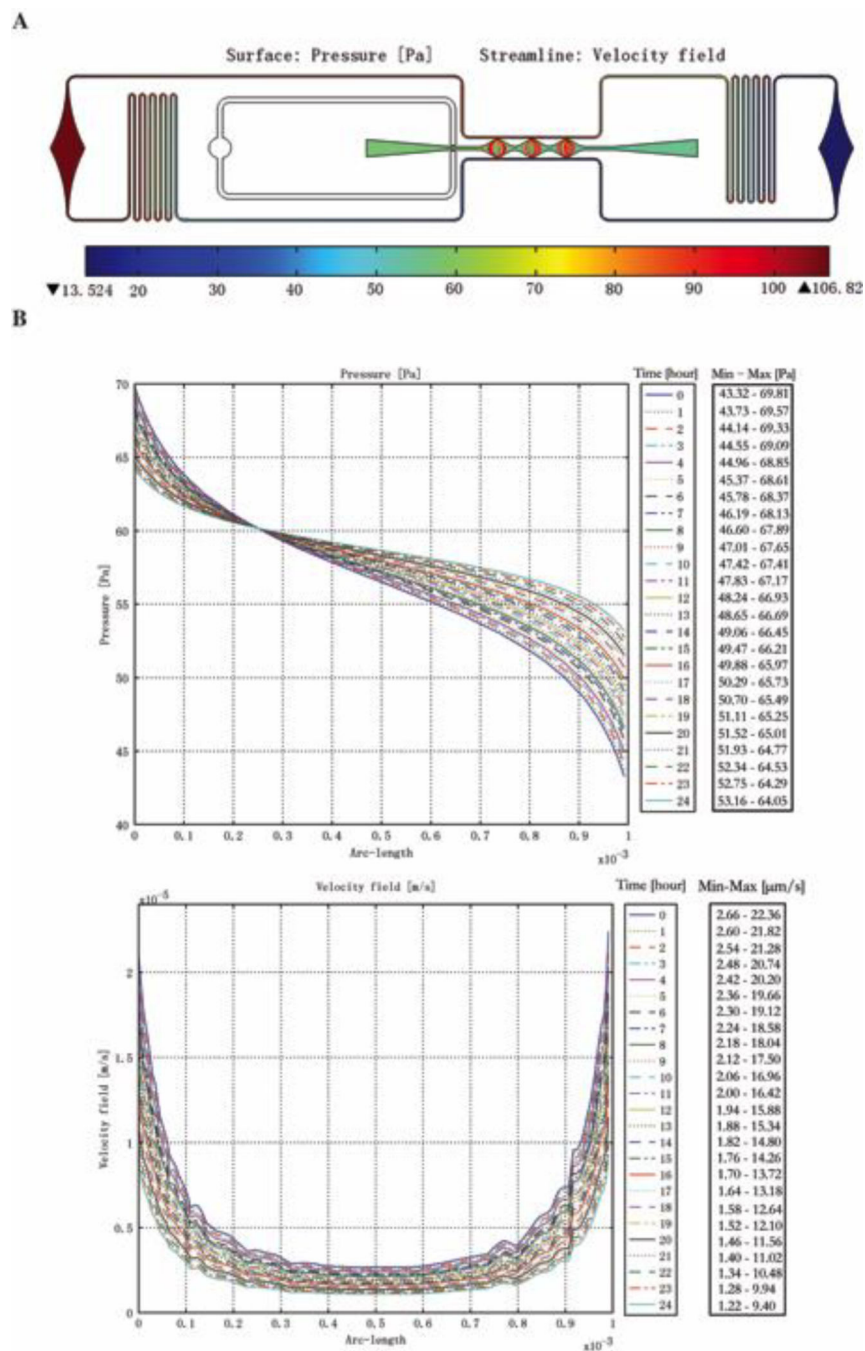 A
Surface: Pressure [Pa] Streamline: Velocity field
▼13.524 20 30 40 50 60 70 80 90 100 ▲106.82
B
Pressure [Pa]
Time [hour]
Min - Max [Pa]
70
65
60
55
50
45
40
Pressure [Pa]
0 0.1 0.2 0.3 0.4 0.5 0.6 0.7 0.8 0.9 1
Arc-length
x10⁻³
0 43.32 - 69.81
1 43.73 - 69.57
2 44.14 - 69.33
3 44.55 - 69.09
4 44.96 - 68.85
5 45.37 - 68.61
6 45.78 - 68.37
7 46.19 - 68.13
8 46.60 - 67.89
9 47.01 - 67.65
10 47.42 - 67.41
11 47.83 - 67.17
12 48.24 - 66.93
13 48.65 - 66.69
14 49.06 - 66.45
15 49.47 - 66.21
16 49.88 - 65.97
17 50.29 - 65.73
18 50.70 - 65.49
19 51.11 - 65.25
20 51.52 - 65.01
21 51.93 - 64.77
22 52.34 - 64.53
23 52.75 - 64.29
24 53.16 - 64.05
x10⁻⁵
Velocity field [m/s]
Time [hour]
Min-Max [μm/s]
2
1.5
1
0.5
0
Velocity field [m/s]
0 0.1 0.2 0.3 0.4 0.5 0.6 0.7 0.8 0.9 1
Arc-length
x10⁻³
0 2.66 - 22.36
1 2.60 - 21.82
2 2.54 - 21.28
3 2.48 - 20.74
4 2.42 - 20.20
5 2.36 - 19.66
6 2.30 - 19.12
7 2.24 - 18.58
8 2.18 - 18.04
9 2.12 - 17.50
10 2.06 - 16.96
11 2.00 - 16.42
12 1.94 - 15.88
13 1.88 - 15.34
14 1.82 - 14.80
15 1.76 - 14.26
16 1.70 - 13.72
17 1.64 - 13.18
18 1.58 - 12.64
19 1.52 - 12.10
20 1.46 - 11.56
21 1.40 - 11.02
22 1.34 - 10.48
23 1.28 - 9.94
24 1.22 - 9.40